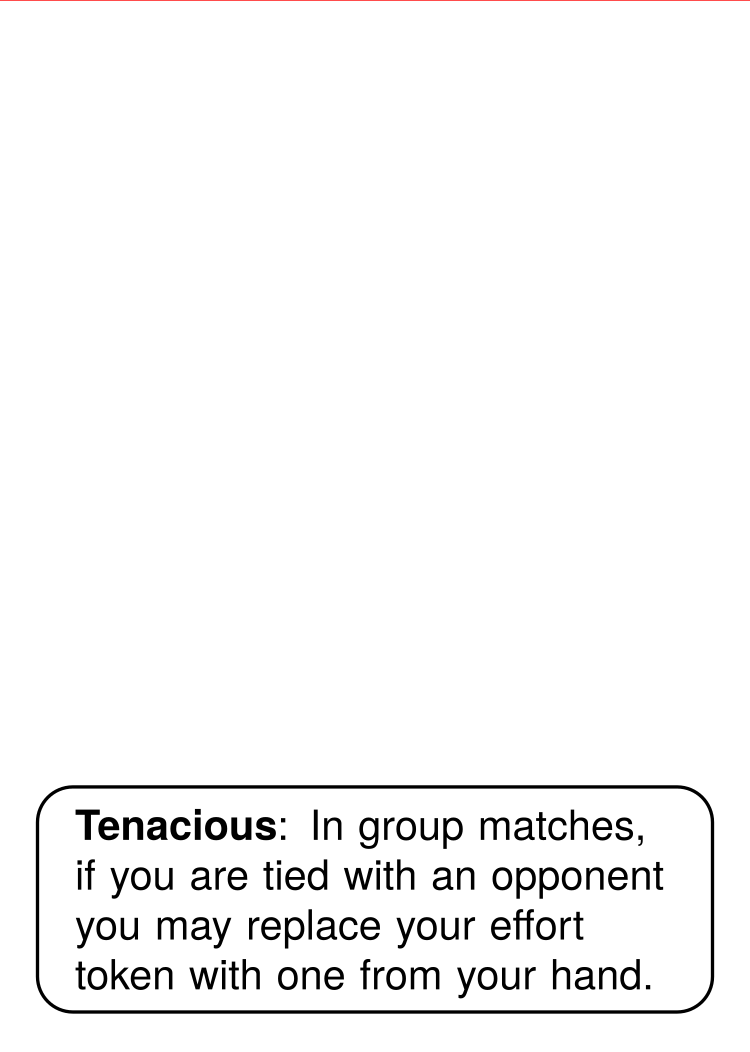 Tenacious: In group matches,
if you are tied with an opponent
you may replace your effort
token with one from your hand.